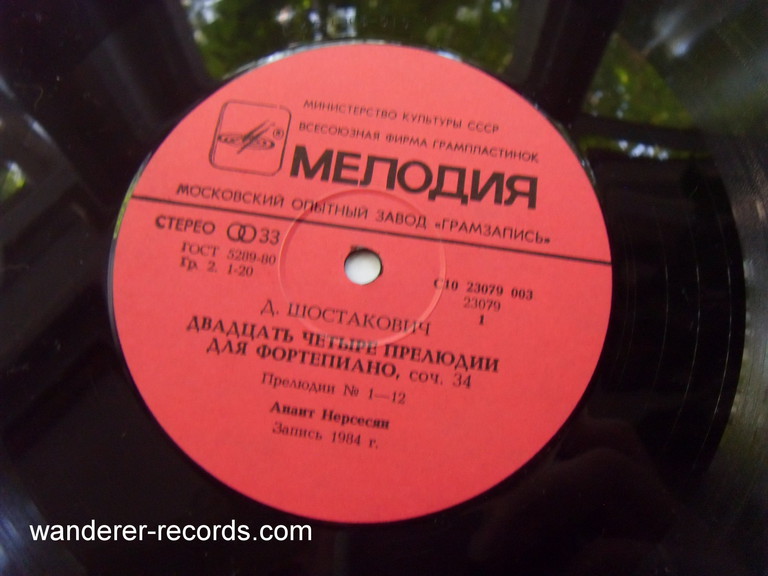 МИНИСТЕРСТВО КУЛЬТУРЫ СССР
ВСЕСОЮЗНАЯ ФИРМА ГРАМПЛАСТИНОК
МЕЛОДИЯ
МОСКОВСКИЙ ОПЫТНЫЙ ЗАВОД «ГРАМЗАПИСЬ»
СТЕРЕО 33
ГОСТ 5289-80
Гр. 2. 1-20
С10 23079 003
23079
1
Д. ШОСТАКОВИЧ
ДВАДЦАТЬ ЧЕТЫРЕ ПРЕЛЮДИИ
ДЛЯ ФОРТЕПИАНО, соч. 34
Прелюдии № 1—12
Анаит Нерсесян
Запись 1984 г.
wanderer-records.com